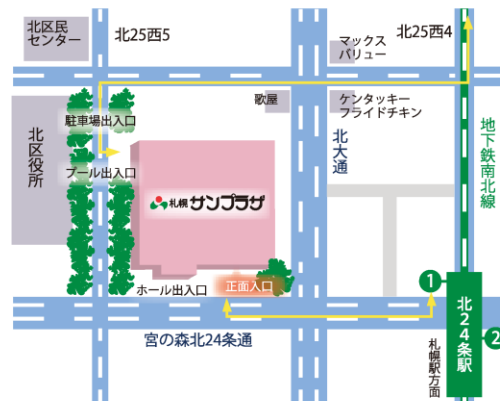 北区民
センター
北25西5
マックス
バリュー
北25西4
歌屋
ケンタッキー
フライドチキン
駐車場出入口
北区役所
プール出入口
北大通
地下鉄南北線
札幌 サンプラザ
ホール出入口
正面入口
1
北24条駅
2
宮の森北24条通
札幌駅方面